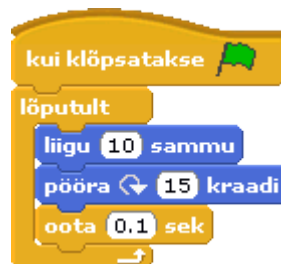 kui klõpsatakse
lõputult
liigu 10 sammu
pööra 15 kraadi
oota 0.1 sek